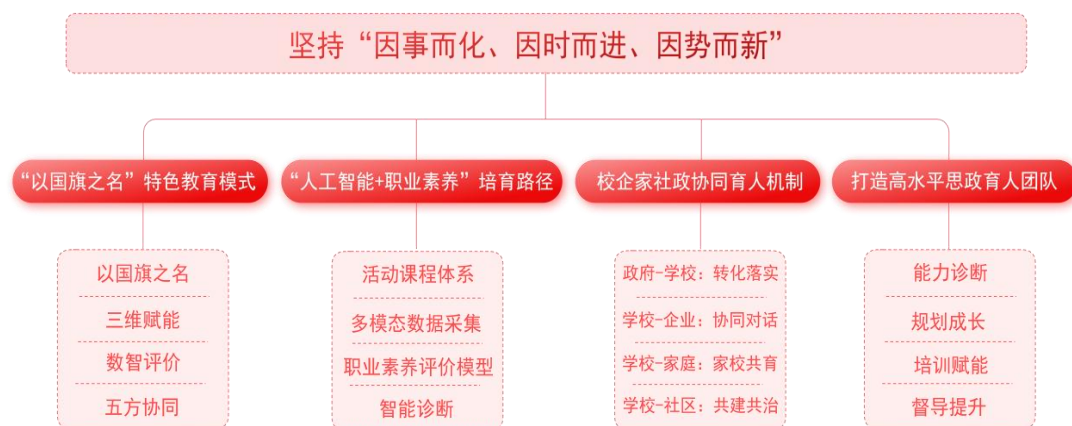 坚持“因事而化、因时而进、因势而新”
“以国旗之名”特色教育模式
“人工智能+职业素养”培育路径
校企家社政协同育人机制
打造高水平思政育人团队
以国旗之名
三维赋能
数智评价
五方协同
活动课程体系
多模态数据采集
职业素养评价模型
智能诊断
政府-学校：转化落实
学校-企业：协同对话
学校-家庭：家校共育
学校-社区：共建共治
能力诊断
规划成长
培训赋能
督导提升